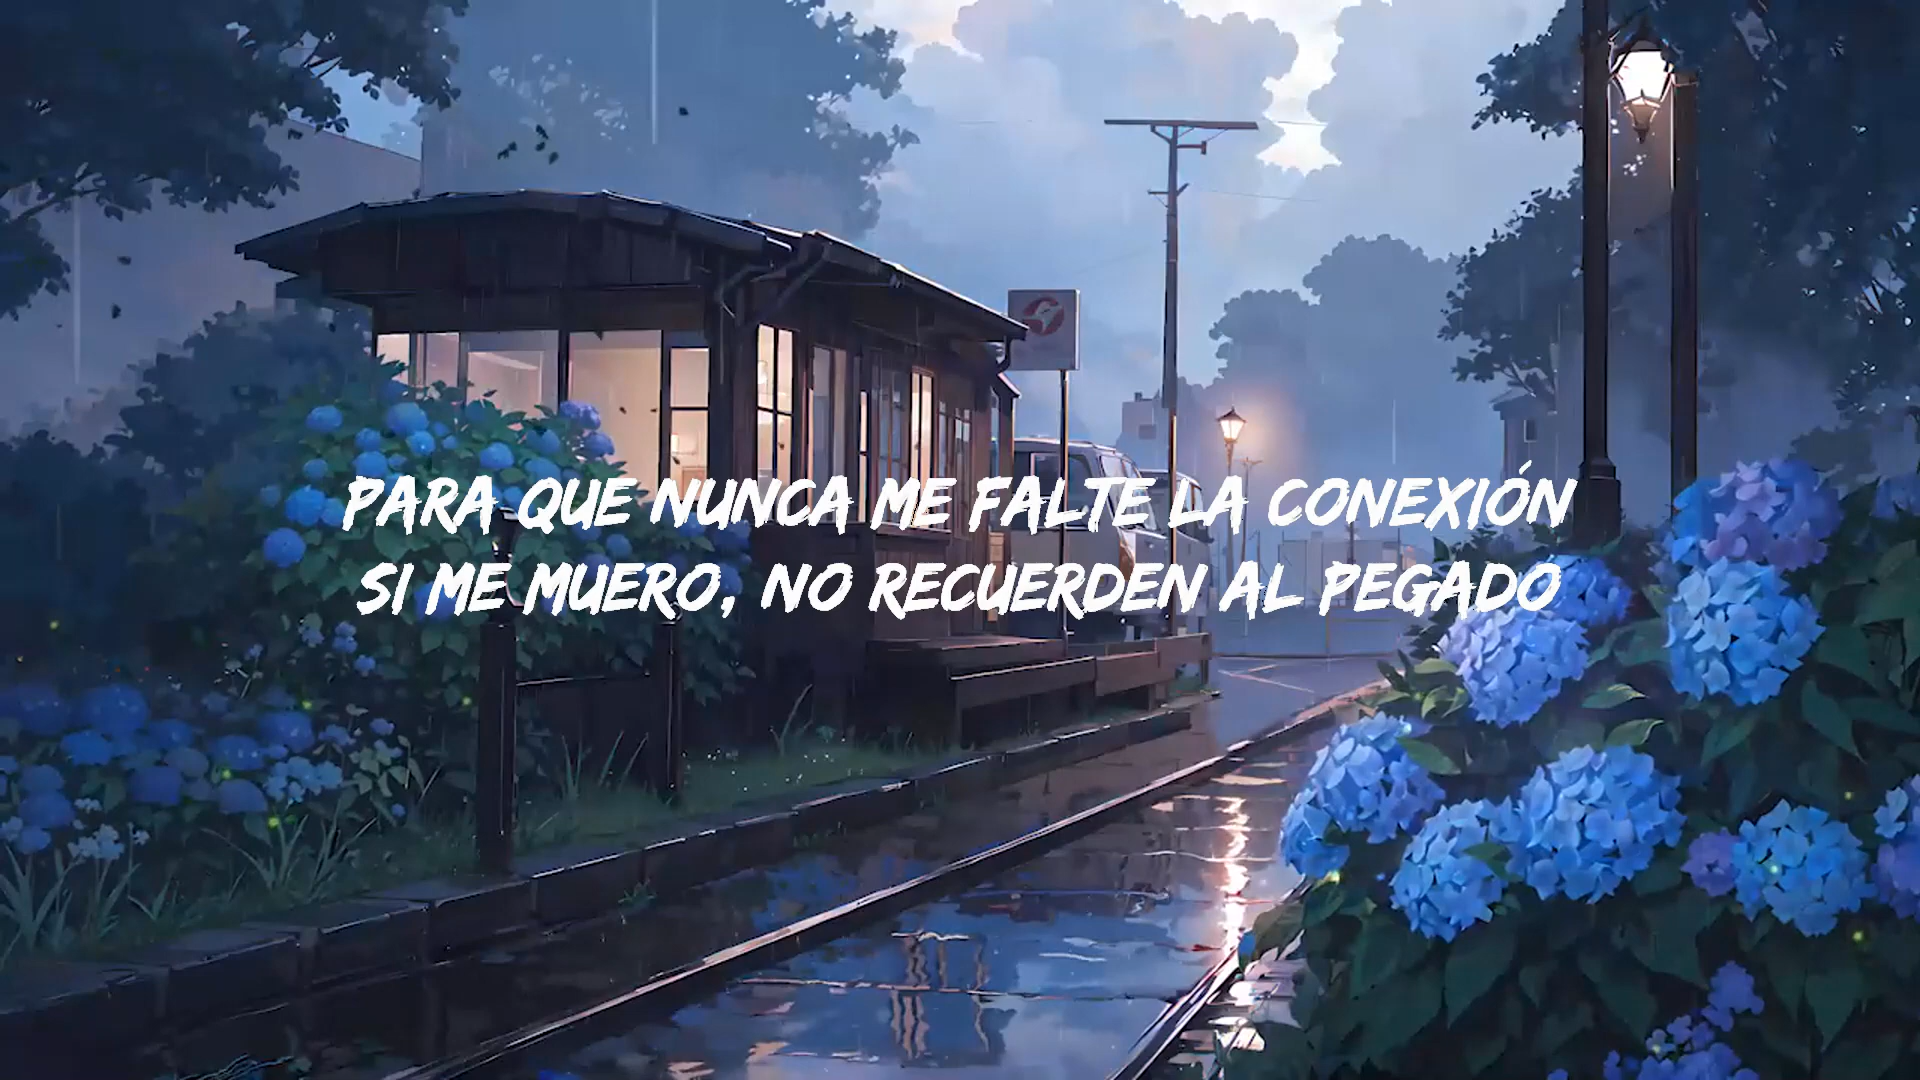 PARA QUE NUNCA ME FALTE LA CONEXIÓN
SI ME MUERO, NO RECUERDEN AL PEGADO